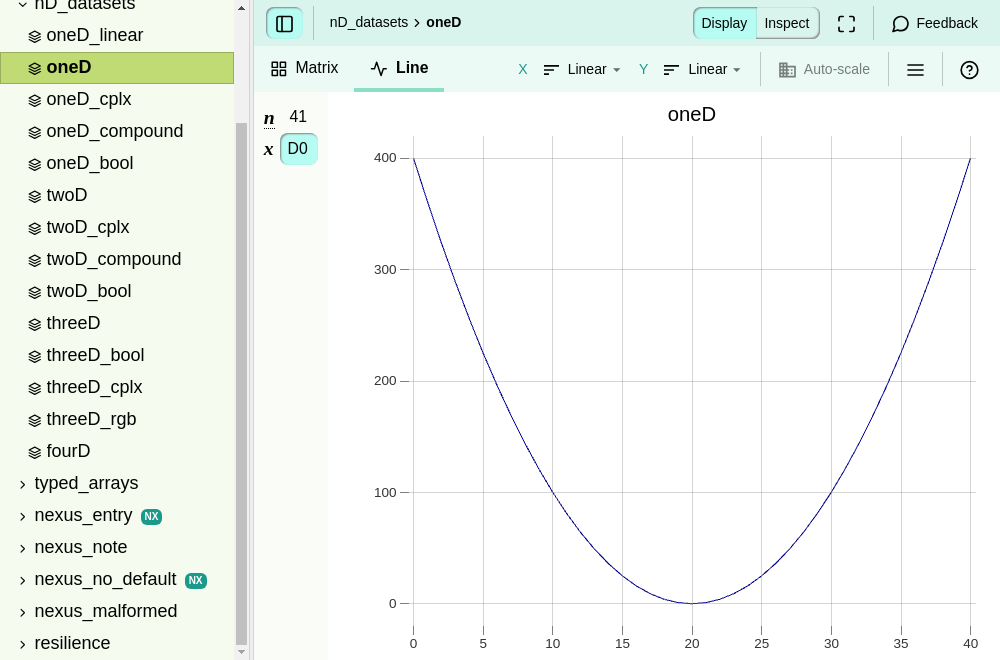 nD_datasets
oneD_linear
oneD
oneD_cplx
oneD_compound
oneD_bool
twoD
twoD_cplx
twoD_compound
twoD_bool
threeD
threeD_bool
threeD_cplx
threeD_rgb
fourD
typed_arrays
nexus_entry NX
nexus_note
nexus_no_default NX
nexus_malformed
resilience
nD_datasets > oneD
Display Inspect
Feedback
Matrix Line
X Linear Y Linear Auto-scale
n 41
x D0
oneD
400
300
200
100
0
0 5 10 15 20 25 30 35 40